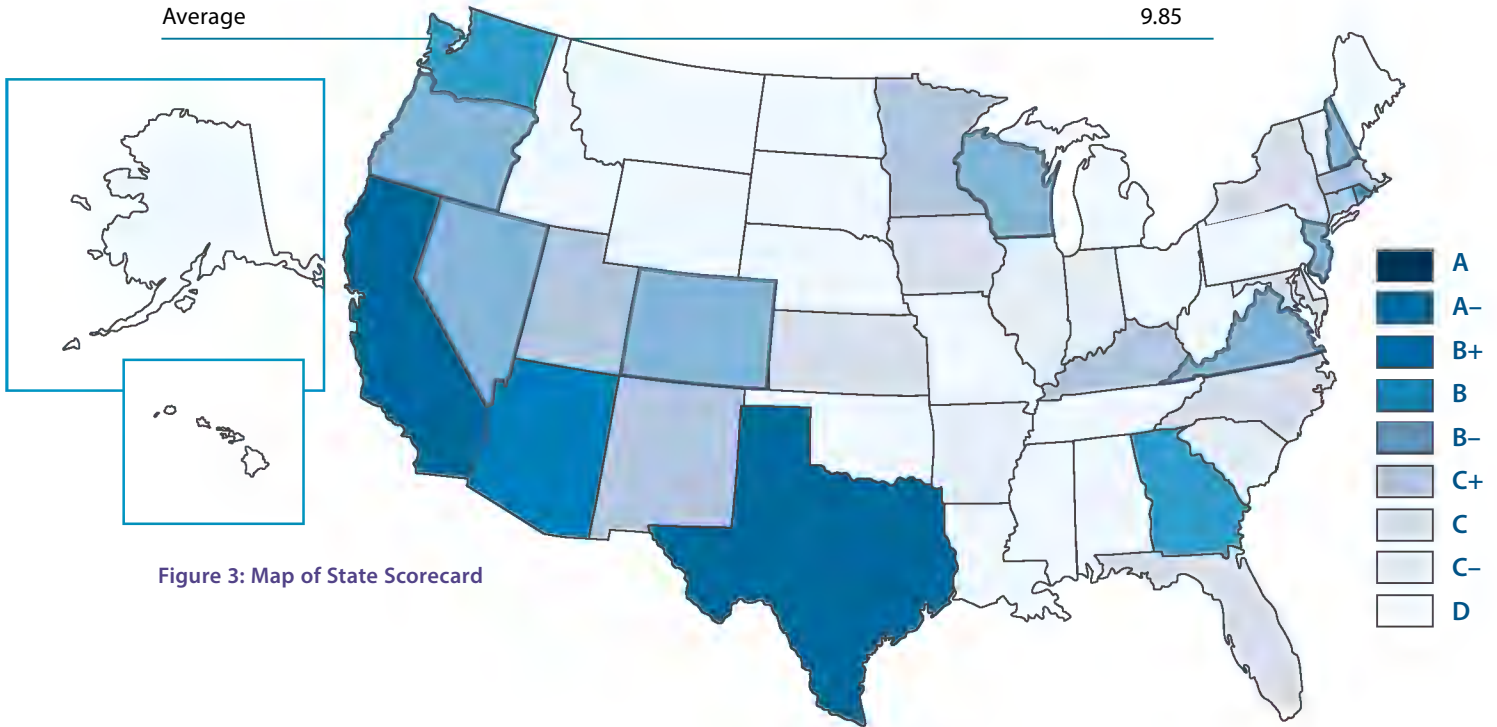 Average 9.85
A
A–
B+
B
B–
C+
C
C–
D
Figure 3: Map of State Scorecard